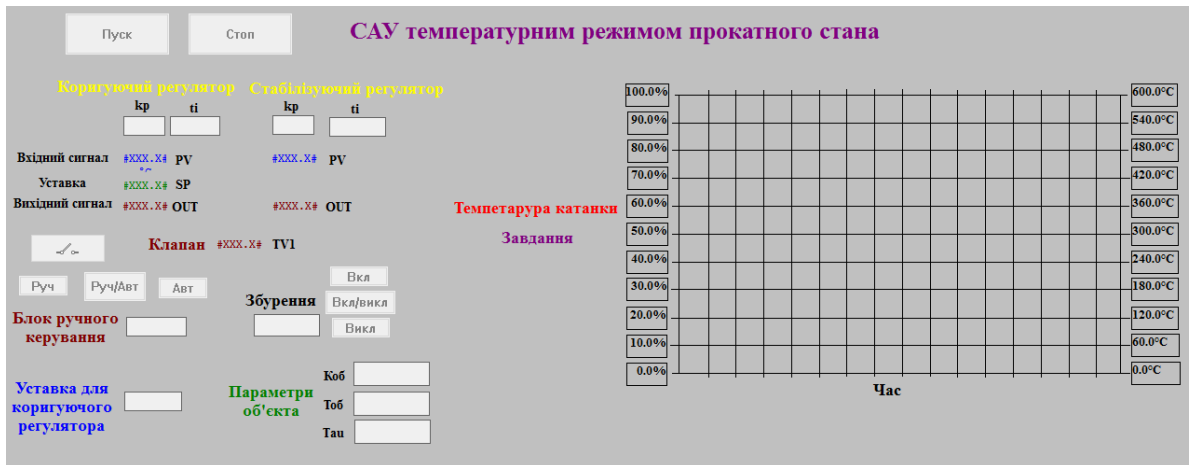 Пуск
Стоп
САУ температурним режимом прокатного стана
Коригуючий регулятор
Стабілізуючий регулятор
kp
ti
kp
ti
Вхідний сигнал #XXX.X# PV #XXX.X# PV
°C
Уставка #XXX.X# SP
Вихідний сигнал #XXX.X# OUT #XXX.X# OUT
Клапан #XXX.X# TV1
Руч
Руч/Авт
Авт
Збурення
Вкл
Вкл/викл
Викл
Блок ручного
керування
Уставка для
коригуючого
регулятора
Параметри
об'єкта
Коб
Тоб
Tau
Темпетарура катанки
Завдання
100.0%
90.0%
80.0%
70.0%
60.0%
50.0%
40.0%
30.0%
20.0%
10.0%
0.0%
600.0°C
540.0°C
480.0°C
420.0°C
360.0°C
300.0°C
240.0°C
180.0°C
120.0°C
60.0°C
0.0°C
Час